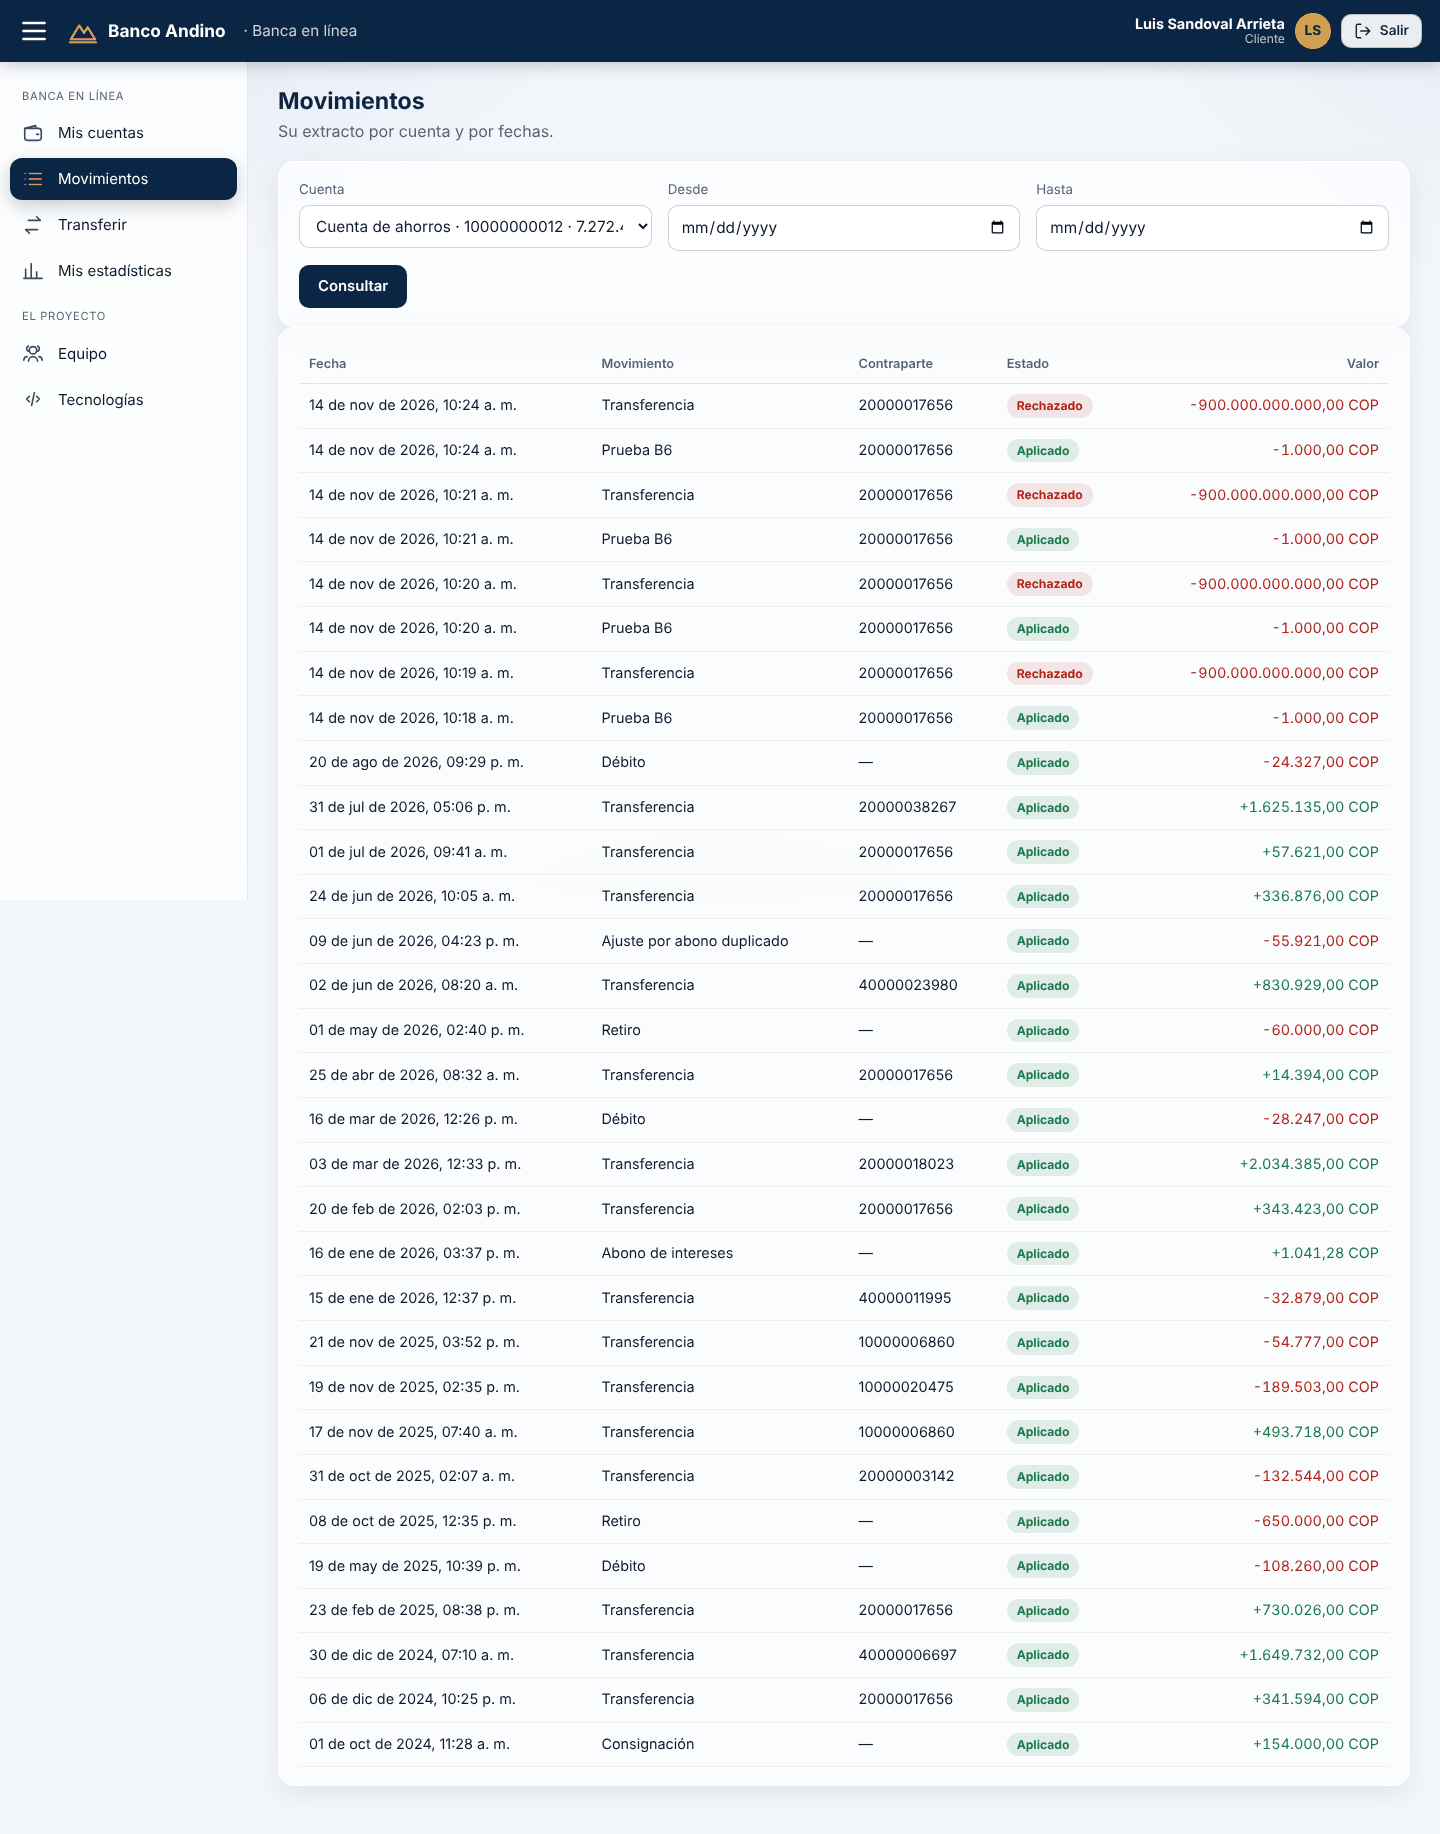 Banco Andino · Banca en línea
Luis Sandoval Arrieta
Cliente
LS
Salir
BANCA EN LÍNEA
Mis cuentas
Movimientos
Transferir
Mis estadísticas
EL PROYECTO
Equipo
Tecnologías
Movimientos
Su extracto por cuenta y por fechas.
Cuenta Desde Hasta
Cuenta de ahorros · 10000000012 · 7.272. mm/dd/yyyy mm/dd/yyyy
Consultar
Fecha Movimiento Contraparte Estado Valor
14 de nov de 2026, 10:24 a. m. Transferencia 20000017656 Rechazado -900.000.000.000,00 COP
14 de nov de 2026, 10:24 a. m. Prueba B6 20000017656 Aplicado -1.000,00 COP
14 de nov de 2026, 10:21 a. m. Transferencia 20000017656 Rechazado -900.000.000.000,00 COP
14 de nov de 2026, 10:21 a. m. Prueba B6 20000017656 Aplicado -1.000,00 COP
14 de nov de 2026, 10:20 a. m. Transferencia 20000017656 Rechazado -900.000.000.000,00 COP
14 de nov de 2026, 10:20 a. m. Prueba B6 20000017656 Aplicado -1.000,00 COP
14 de nov de 2026, 10:19 a. m. Transferencia 20000017656 Rechazado -900.000.000.000,00 COP
14 de nov de 2026, 10:18 a. m. Prueba B6 20000017656 Aplicado -1.000,00 COP
20 de ago de 2026, 09:29 p. m. Débito — Aplicado -24.327,00 COP
31 de jul de 2026, 05:06 p. m. Transferencia 20000038267 Aplicado +1.625.135,00 COP
01 de jul de 2026, 09:41 a. m. Transferencia 20000017656 Aplicado +57.621,00 COP
24 de jun de 2026, 10:05 a. m. Transferencia 20000017656 Aplicado +336.876,00 COP
09 de jun de 2026, 04:23 p. m. Ajuste por abono duplicado — Aplicado -55.921,00 COP
02 de jun de 2026, 08:20 a. m. Transferencia 40000023980 Aplicado +830.929,00 COP
01 de may de 2026, 02:40 p. m. Retiro — Aplicado -60.000,00 COP
25 de abr de 2026, 08:32 a. m. Transferencia 20000017656 Aplicado +14.394,00 COP
16 de mar de 2026, 12:26 p. m. Débito — Aplicado -28.247,00 COP
03 de mar de 2026, 12:33 p. m. Transferencia 20000018023 Aplicado +2.034.385,00 COP
20 de feb de 2026, 02:03 p. m. Transferencia 20000017656 Aplicado +343.423,00 COP
16 de ene de 2026, 03:37 p. m. Abono de intereses — Aplicado +1.041,28 COP
15 de ene de 2026, 12:37 p. m. Transferencia 40000011995 Aplicado -32.879,00 COP
21 de nov de 2025, 03:52 p. m. Transferencia 10000006860 Aplicado -54.777,00 COP
19 de nov de 2025, 02:35 p. m. Transferencia 10000020475 Aplicado -189.503,00 COP
17 de nov de 2025, 07:40 a. m. Transferencia 10000006860 Aplicado +493.718,00 COP
31 de oct de 2025, 02:07 a. m. Transferencia 20000003142 Aplicado -132.544,00 COP
08 de oct de 2025, 12:35 p. m. Retiro — Aplicado -650.000,00 COP
19 de may de 2025, 10:39 p. m. Débito — Aplicado -108.260,00 COP
23 de feb de 2025, 08:38 p. m. Transferencia 20000017656 Aplicado +730.026,00 COP
30 de dic de 2024, 07:10 a. m. Transferencia 40000006697 Aplicado +1.649.732,00 COP
06 de dic de 2024, 10:25 p. m. Transferencia 20000017656 Aplicado +341.594,00 COP
01 de oct de 2024, 11:28 a. m. Consignación — Aplicado +154.000,00 COP